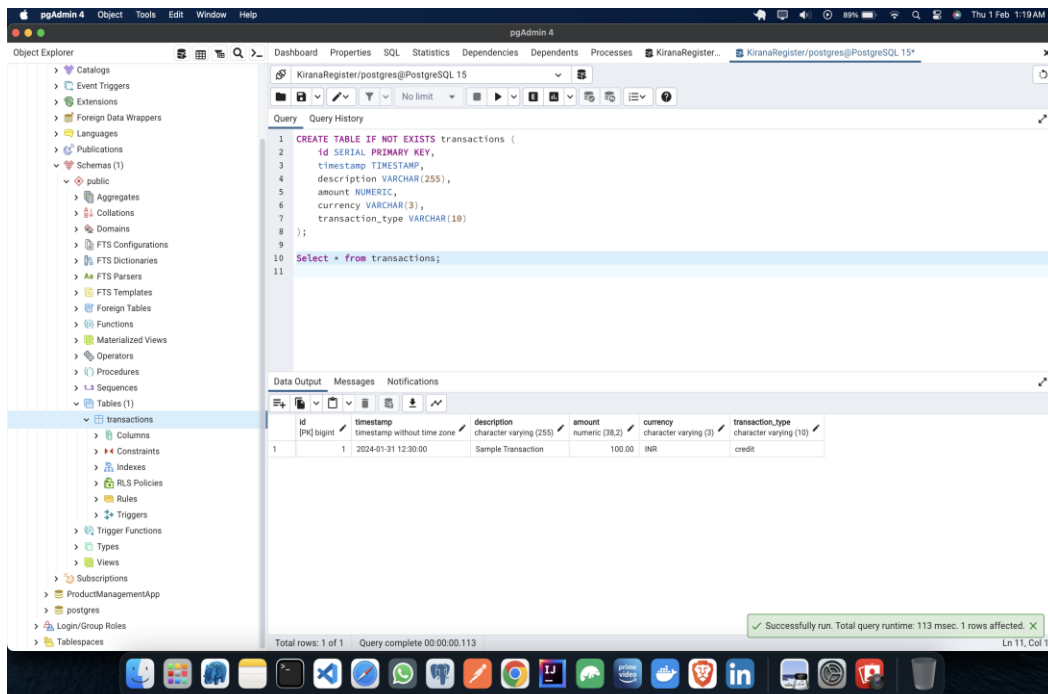 pgAdmin 4 Object Tools Edit Window Help 89% Thu 1 Feb 1:19 AM
pgAdmin 4
Object Explorer
Dashboard Properties SQL Statistics Dependencies Dependents Processes KiranaRegister... KiranaRegister/postgres@PostgreSQL 15*
Catalogs
Event Triggers
Extensions
Foreign Data Wrappers
Languages
Publications
Schemas (1)
public
Aggregates
Collations
Domains
FTS Configurations
FTS Dictionaries
Aa FTS Parsers
FTS Templates
Foreign Tables
Functions
Materialized Views
Operators
Procedures
1..3 Sequences
Tables (1)
transactions
Columns
Constraints
Indexes
RLS Policies
Rules
Triggers
Trigger Functions
Types
Views
Subscriptions
ProductManagementApp
postgres
Login/Group Roles
Tablespaces
KiranaRegister/postgres@PostgreSQL 15
No limit
Query Query History
1 CREATE TABLE IF NOT EXISTS transactions (
2 id SERIAL PRIMARY KEY,
3 timestamp TIMESTAMP,
4 description VARCHAR(255),
5 amount NUMERIC,
6 currency VARCHAR(3),
7 transaction_type VARCHAR(10)
8 );
9
10 Select * from transactions;
11
Data Output Messages Notifications
id timestamp description amount currency transaction_type
[PK] bigint timestamp without time zone character varying (255) numeric (38,2) character varying (3) character varying (10)
1 1 2024-01-31 12:30:00 Sample Transaction 100.00 INR credit
Successfully run. Total query runtime: 113 msec. 1 rows affected.
Total rows: 1 of 1 Query complete 00:00:00.113 Ln 11, Col 1
IJ prime video in